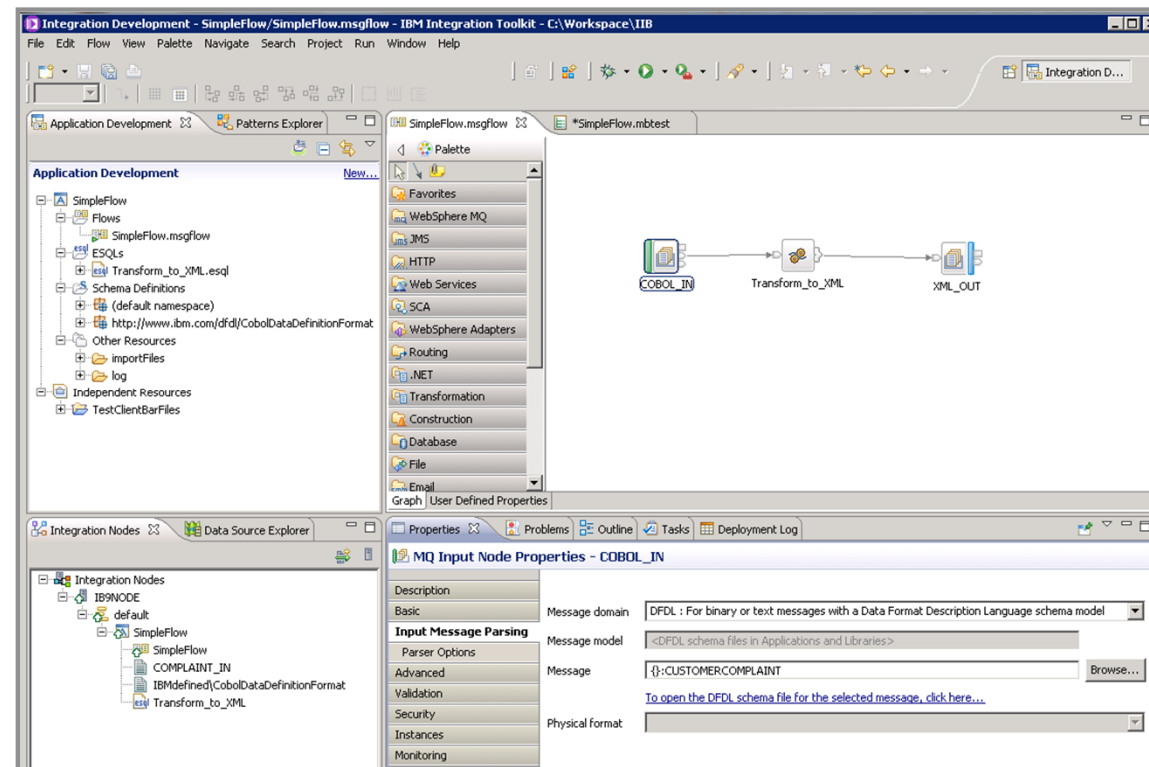 Integration Development - SimpleFlow/SimpleFlow.msgflow - IBM Integration Toolkit - C:\Workspace\IIB
File Edit Flow View Palette Navigate Search Project Run Window Help
Integration D...
Application Development
Patterns Explorer
Application Development
New...
SimpleFlow
Flows
SimpleFlow.msgflow
ESQLs
Transform_to_XML.esql
Schema Definitions
(default namespace)
http://www.ibm.com/dfdl/CobolDataDefinitionFormat
Other Resources
importFiles
log
Independent Resources
TestClientBarFiles
SimpleFlow.msgflow
*SimpleFlow.mbtest
Palette
Favorites
WebSphere MQ
JMS
HTTP
Web Services
SCA
WebSphere Adapters
Routing
.NET
Transformation
Construction
Database
File
Email
COBOL_IN
Transform_to_XML
XML_OUT
Graph
User Defined Properties
Integration Nodes
Data Source Explorer
Integration Nodes
IB9NODE
default
SimpleFlow
SimpleFlow
COMPLAINT_IN
IBMdefined\CobolDataDefinitionFormat
Transform_to_XML
Properties
Problems
Outline
Tasks
Deployment Log
MQ Input Node Properties - COBOL_IN
Description
Basic
Input Message Parsing
Parser Options
Advanced
Validation
Security
Instances
Monitoring
Message domain
DFDL : For binary or text messages with a Data Format Description Language schema model
Message model
<DFDL schema files in Applications and Libraries>
Message
{}:CUSTOMERCOMPLAINT
Browse...
To open the DFDL schema file for the selected message, click here...
Physical format